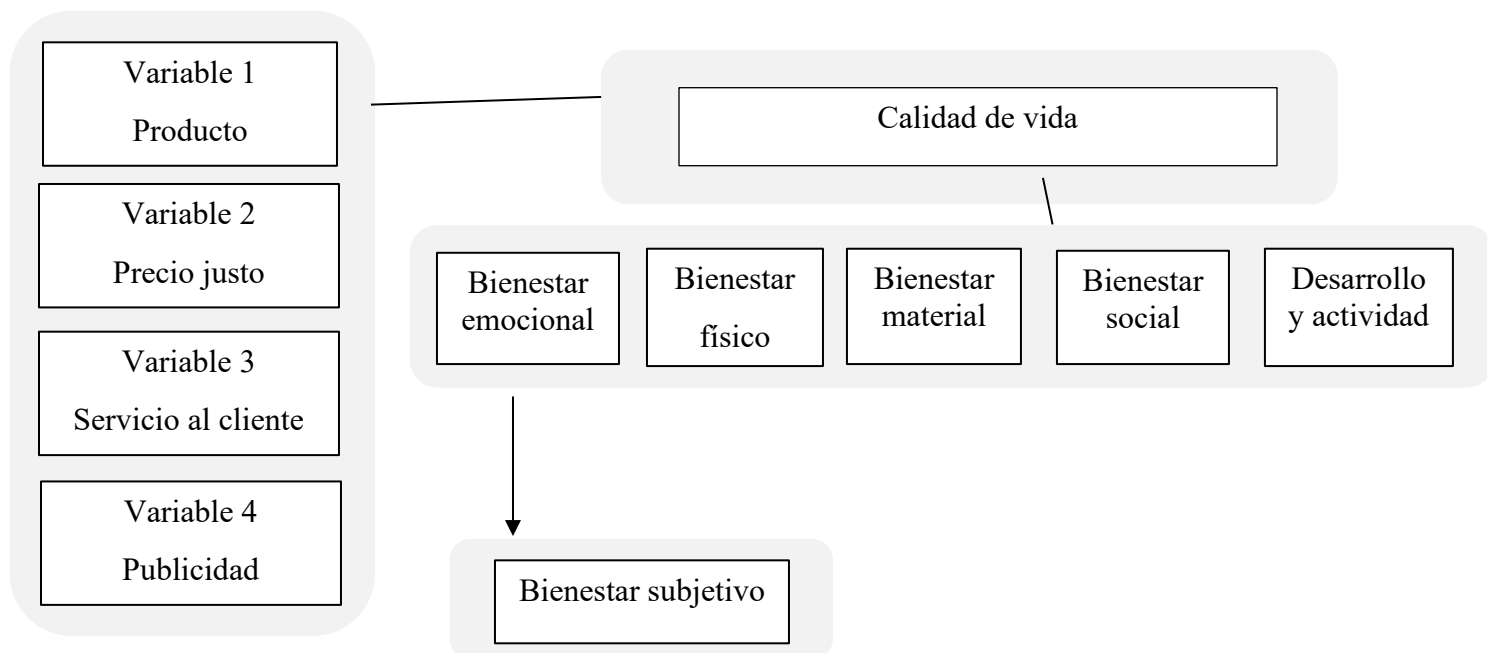 Variable 1
Producto
Variable 2
Precio justo
Variable 3
Servicio al cliente
Variable 4
Publicidad
Calidad de vida
Bienestar
emocional
Bienestar
físico
Bienestar
material
Bienestar
social
Desarrollo
y actividad
Bienestar subjetivo